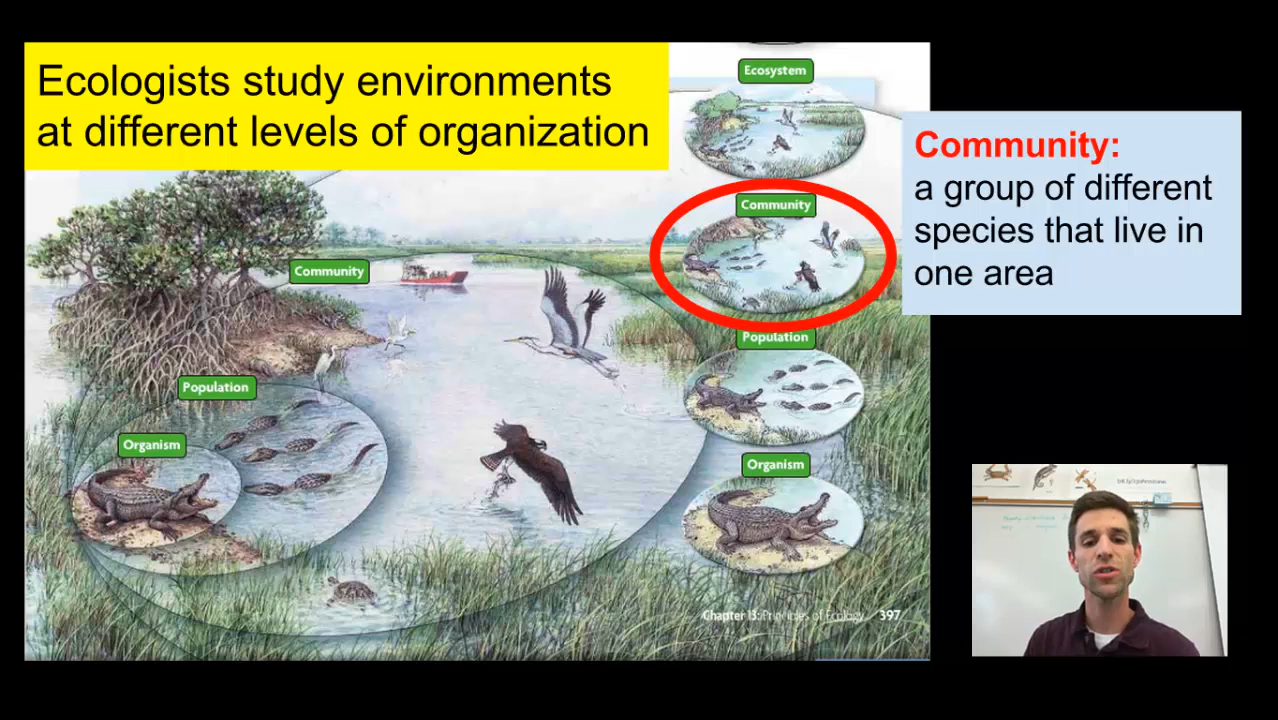 Ecologists study environments
at different levels of organization
Ecosystem
Community:
a group of different
species that live in
one area
Community
Community
Population
Population
Organism
Organism
Chapter 13: Principles of Ecology 397